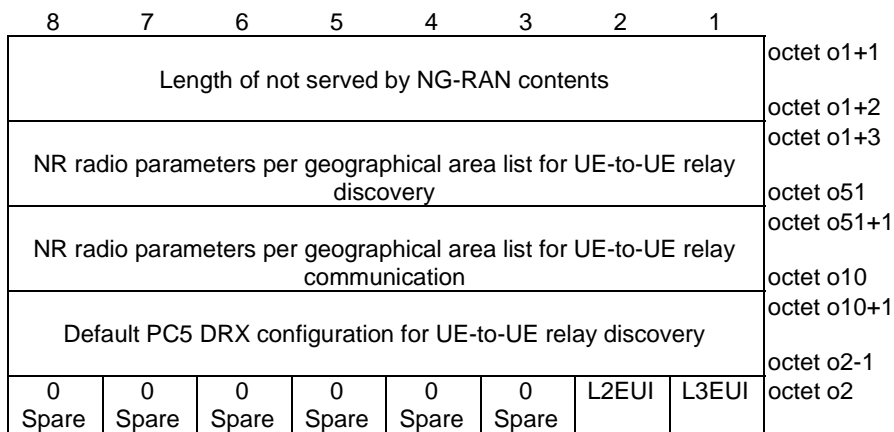 8 7 6 5 4 3 2 1
Length of not served by NG-RAN contents
octet o1+1
octet o1+2
NR radio parameters per geographical area list for UE-to-UE relay
discovery
octet o1+3
octet o51
NR radio parameters per geographical area list for UE-to-UE relay
communication
octet o51+1
octet o10
Default PC5 DRX configuration for UE-to-UE relay discovery
octet o10+1
octet o2-1
0 0 0 0 0 0 L2EUI L3EUI octet o2
Spare Spare Spare Spare Spare Spare